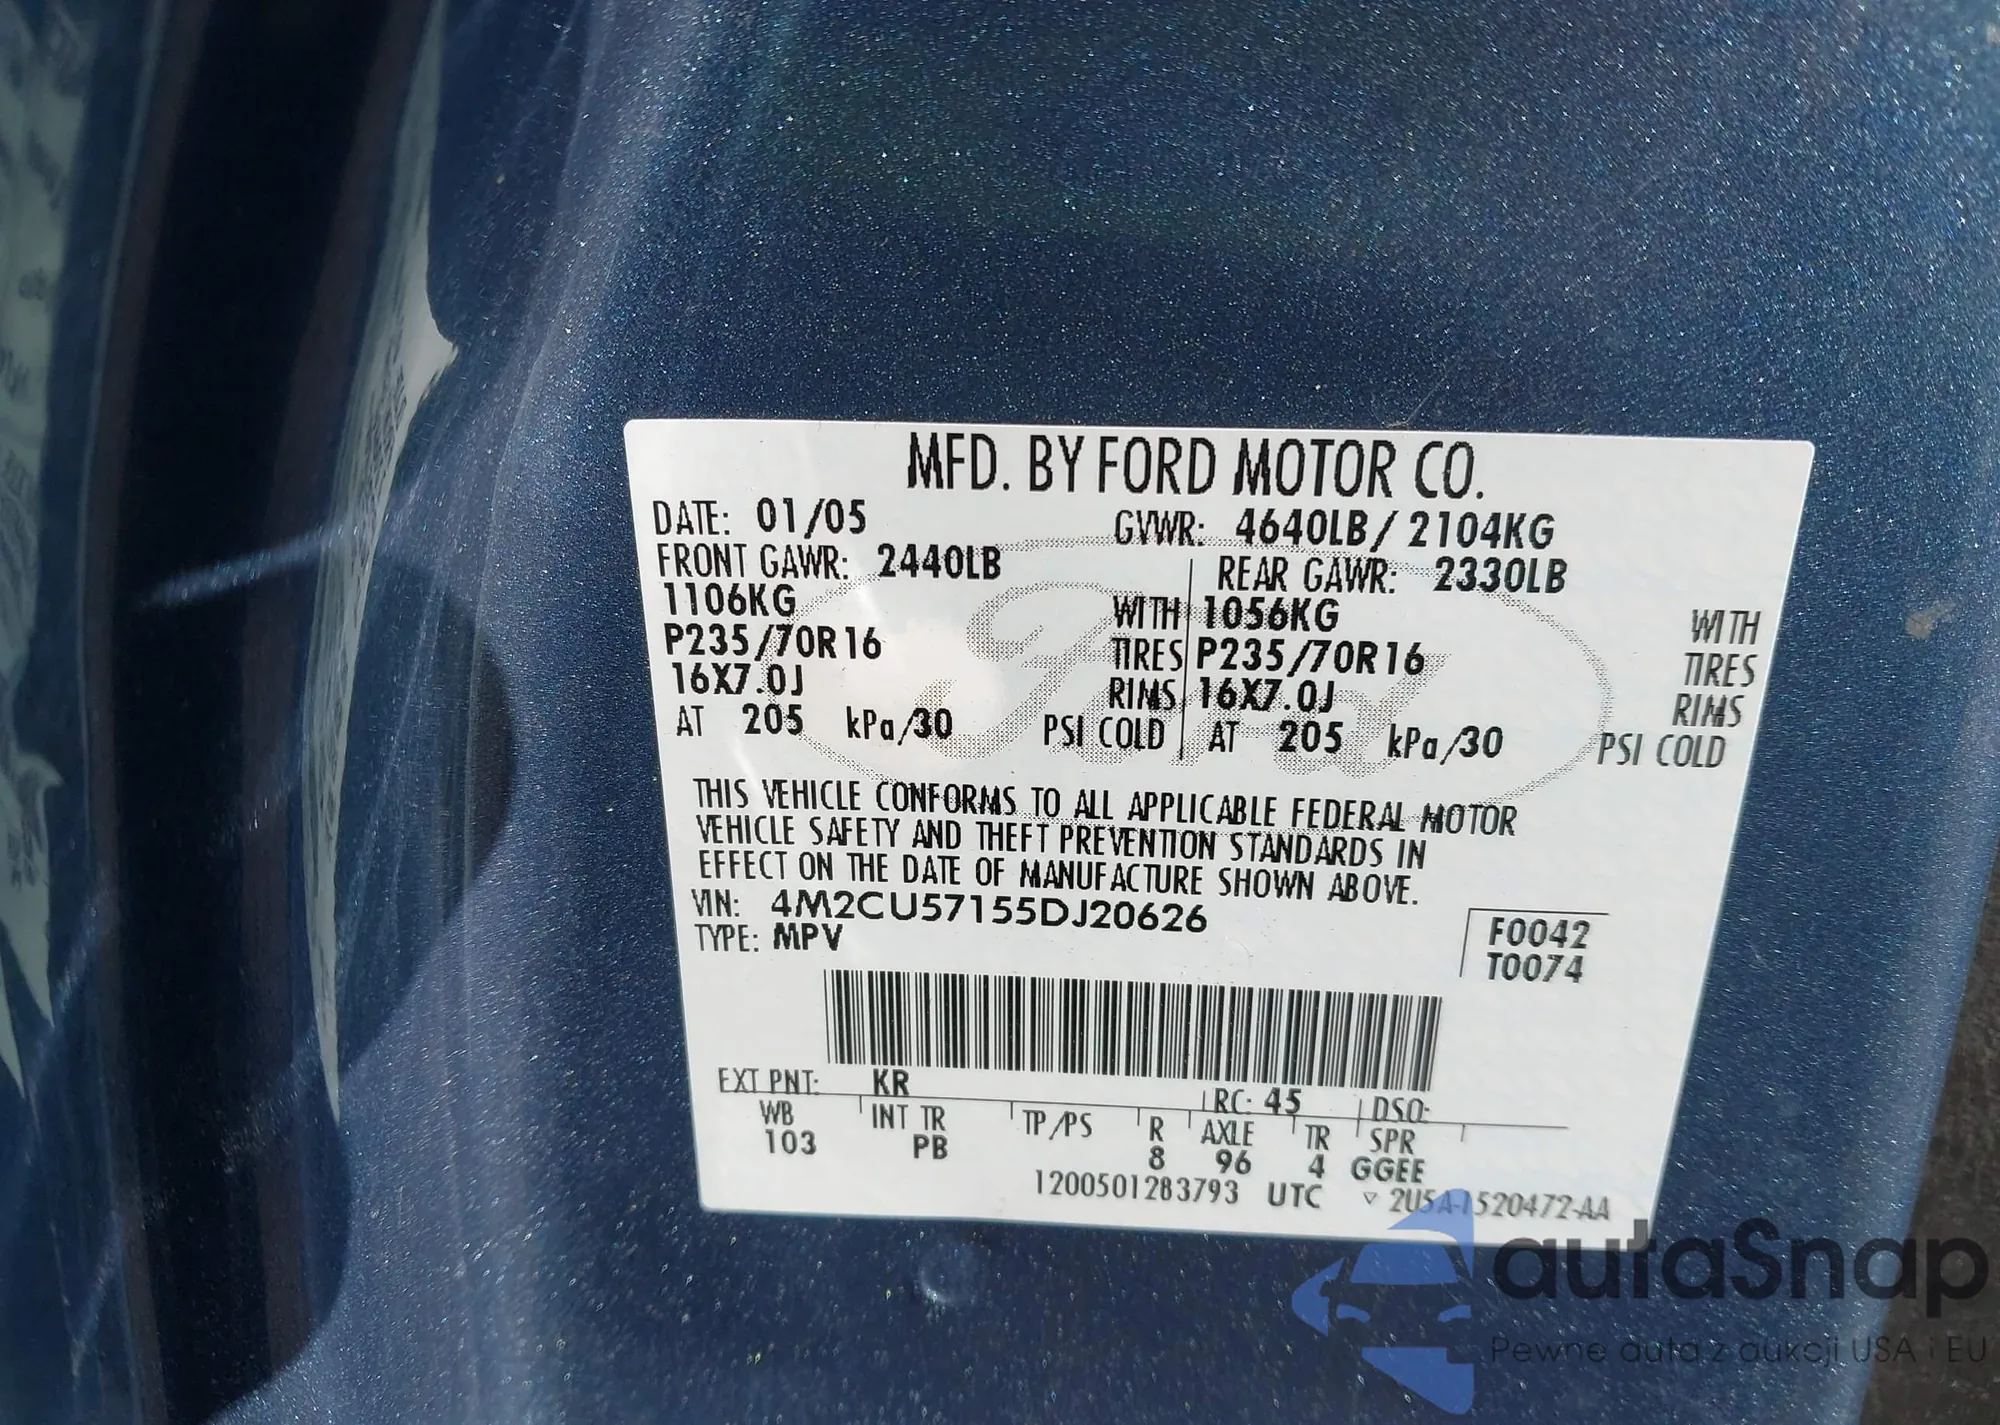 MFD. BY FORD MOTOR CO.
DATE: 01/05 GVWR: 4640LB / 2104KG
FRONT GAWR: 2440LB REAR GAWR: 2330LB
1106KG WITH 1056KG WITH
P235/70R16 TIRES P235/70R16 TIRES
16X7.0J RIMS 16X7.0J RIMS
AT 205 kPa/30 PSI COLD AT 205 kPa/30 PSI COLD
Ford
THIS VEHICLE CONFORMS TO ALL APPLICABLE FEDERAL MOTOR
VEHICLE SAFETY AND THEFT PREVENTION STANDARDS IN
EFFECT ON THE DATE OF MANUFACTURE SHOWN ABOVE.
VIN: 4M2CU57155DJ20626
TYPE: MPV
F0042
T0074
EXT PNT: KR RC: 45 DSO:
WB INT TR TP/PS R AXLE TR SPR
103 PB 8 96 4 GGEE
1200501283793 UTC ▽ 2U5A-1520472-AA
autaSnap
Pewne auta z aukcji USA i EU